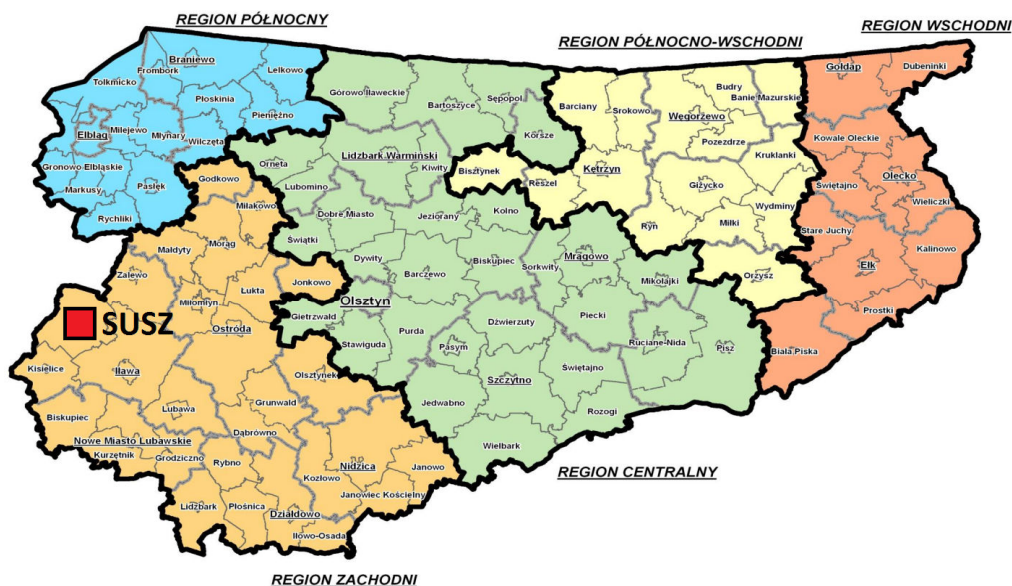 REGION PÓŁNOCNY
REGION WSCHODNI
REGION PÓŁNOCNO-WSCHODNI
Braniewo
Frombork
Lelkowo
Tolkmicko
Płoskinia
Pieniężno
Elbląg
Milejewo
Młynary
Wilczęta
Gronowo Elbląskie
Markusy
Pasłęk
Rychliki
Górowo Iławeckie
Bartoszyce
Sępopol
Korsze
Lidzbark Warmiński
Orneta
Kiwity
Lubomino
Dobre Miasto
Jeziorany
Kolno
Świątki
Dywity
Barczewo
Biskupiec
Sorkwity
Mrągowo
Mikołajki
Olsztyn
Gietrzwałd
Stawiguda
Purda
Pasym
Dźwierzuty
Piecki
Ruciane-Nida
Pisz
Szczytno
Świętajno
Jedwabno
Rozogi
Wielbark
Barciany
Srokowo
Budry
Banie Mazurskie
Węgorzewo
Pozezdrze
Kruklanki
Bisztynek
Reszel
Kętrzyn
Giżycko
Wydminy
Ryn
Miłki
Orzysz
Gołdap
Dubeninki
Kowale Oleckie
Olecko
Świętajno
Wieliczki
Stare Juchy
Kalinowo
Ełk
Prostki
Biała Piska
Godkowo
Miłakowo
Małdyty
Morąg
Zalewo
Łukta
Jonkowo
Miłomłyn
Ostróda
SUSZ
Kisielice
Iława
Olsztynek
Grunwald
Biskupiec
Lubawa
Dąbrówno
Nowe Miasto Lubawskie
Kurzętnik
Grodziczno
Rybno
Nidzica
Kozłowo
Janowo
Janowiec Kościelny
Lidzbark
Płośnica
Działdowo
Iłowo-Osada
REGION CENTRALNY
REGION ZACHODNI